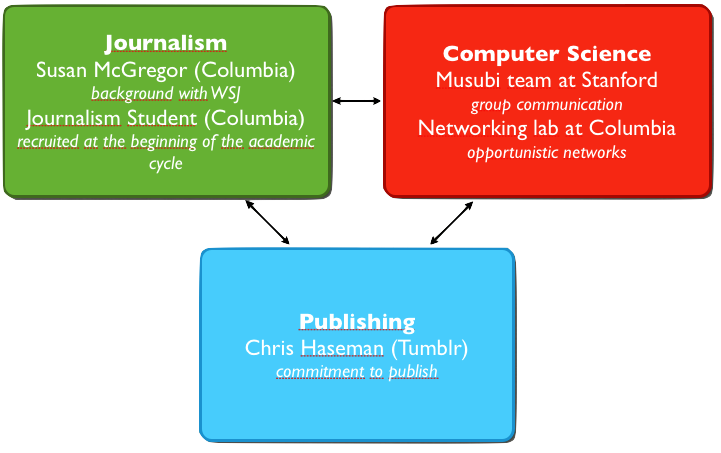 Journalism
Susan McGregor (Columbia)
background with WSJ
Journalism Student (Columbia)
recruited at the beginning of the academic
cycle
Computer Science
Musubi team at Stanford
group communication
Networking lab at Columbia
opportunistic networks
Publishing
Chris Haseman (Tumblr)
commitment to publish